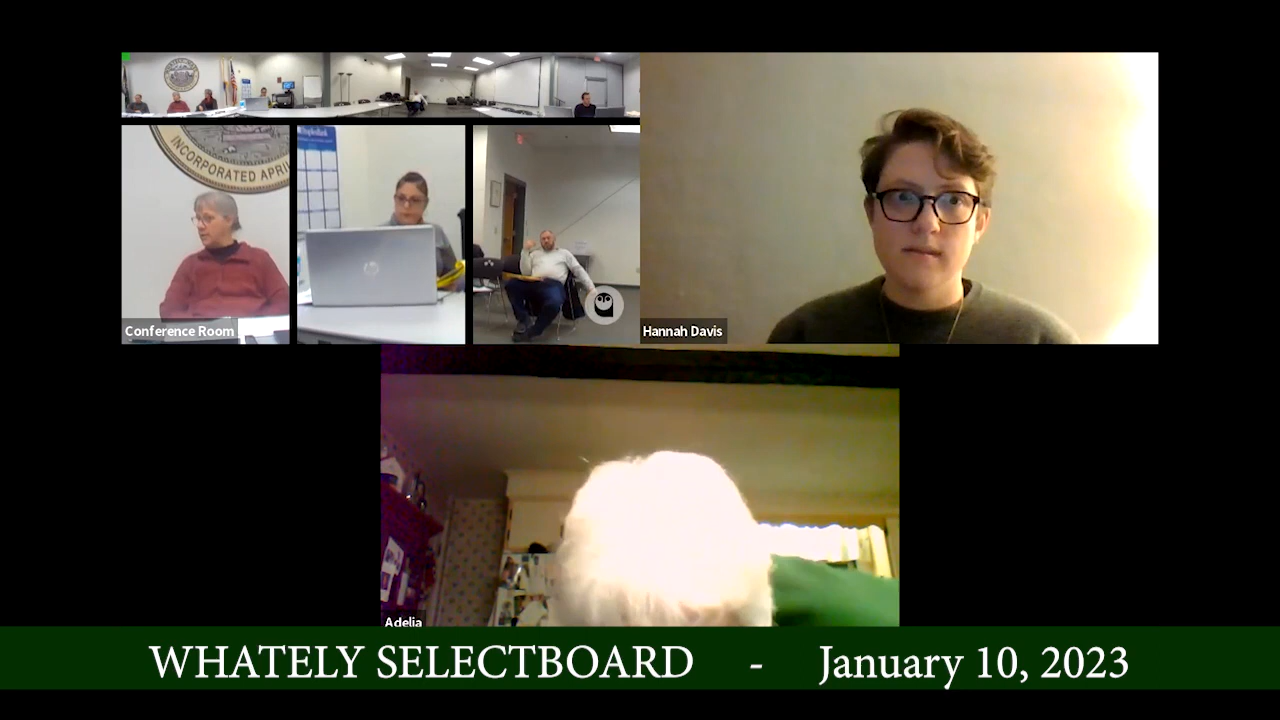 INCORPORATED APRI
Conference Room
Hannah Davis
Adelia
WHATELY SELECTBOARD - January 10, 2023